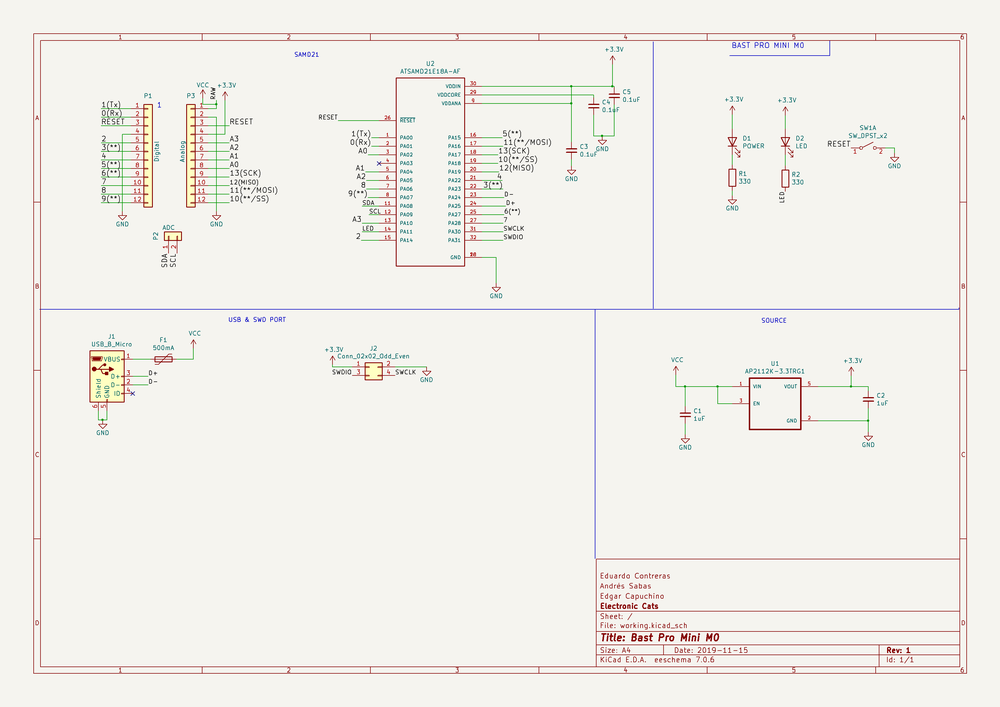 1 2 3 4 5 6
A
B
C
D
SAMD21
P1
1
1(Tx) 1
0(Rx) 2
RESET 3
4
2 5
3(**) 6
4 7
5(**) 8
6(**) 9
7 10
8 11
9(**) 12
Digital
GND
VCC
RAW
+3.3V
P3
Analog
1
2
3 RESET
4
5 A3
6 A2
7 A1
8 A0
9 13(SCK)
10 12(MISO)
11 11(**/MOSI)
12 10(**/SS)
GND
P2
ADC
1 2
SDA
SCL
U2
ATSAMD21E18A-AF
RESET 26 RESET
1(Tx) 1 PA00
0(Rx) 2 PA01
A0 3 PA02
4 PA03
A1 5 PA04
A2 6 PA05
8 7 PA06
9(**) 8 PA07
SDA 11 PA08
SCL 12 PA09
A3 13 PA10
LED 14 PA11
2 15 PA14
VDDIN 30
VDDCORE 29
VDDANA 9
PA15 16 5(**)
PA16 17 11(**/MOSI)
PA17 18 13(SCK)
PA18 19 10(**/SS)
PA19 20 12(MISO)
PA22 21 4
PA23 22 3(**)
PA24 23 D-
PA25 24 D+
PA27 25 6(**)
PA28 27 7
PA30 31 SWCLK
PA31 32 SWDIO
GND
GND
+3.3V
C5
0.1uF
C4
0.1uF
GND
C3
0.1uF
GND
BAST PRO MINI M0
+3.3V
D1
POWER
R1
330
GND
+3.3V
D2
LED
R2
330
LED
SW1A
SW_DPST_x2
RESET 1 2
GND
USB & SWD PORT
J1
USB_B_Micro
VBUS 1
D+ 3 D+
D- 2 D-
ID 4
Shield
GND
6 5
GND
F1
500mA
VCC
+3.3V
J2
Conn_02x02_Odd_Even
1 2
SWDIO 3 4 SWCLK
GND
SOURCE
VCC
C1
1uF
GND
U1
AP2112K-3.3TRG1
1 VIN VOUT 5
3 EN
GND 2
+3.3V
C2
1uF
GND
Eduardo Contreras
Andrés Sabas
Edgar Capuchino
Electronic Cats
Sheet: /
File: working.kicad_sch
Title: Bast Pro Mini M0
Size: A4 Date: 2019-11-15 Rev: 1
KiCad E.D.A. eeschema 7.0.6 Id: 1/1
A
B
C
D
1 2 3 4 5 6